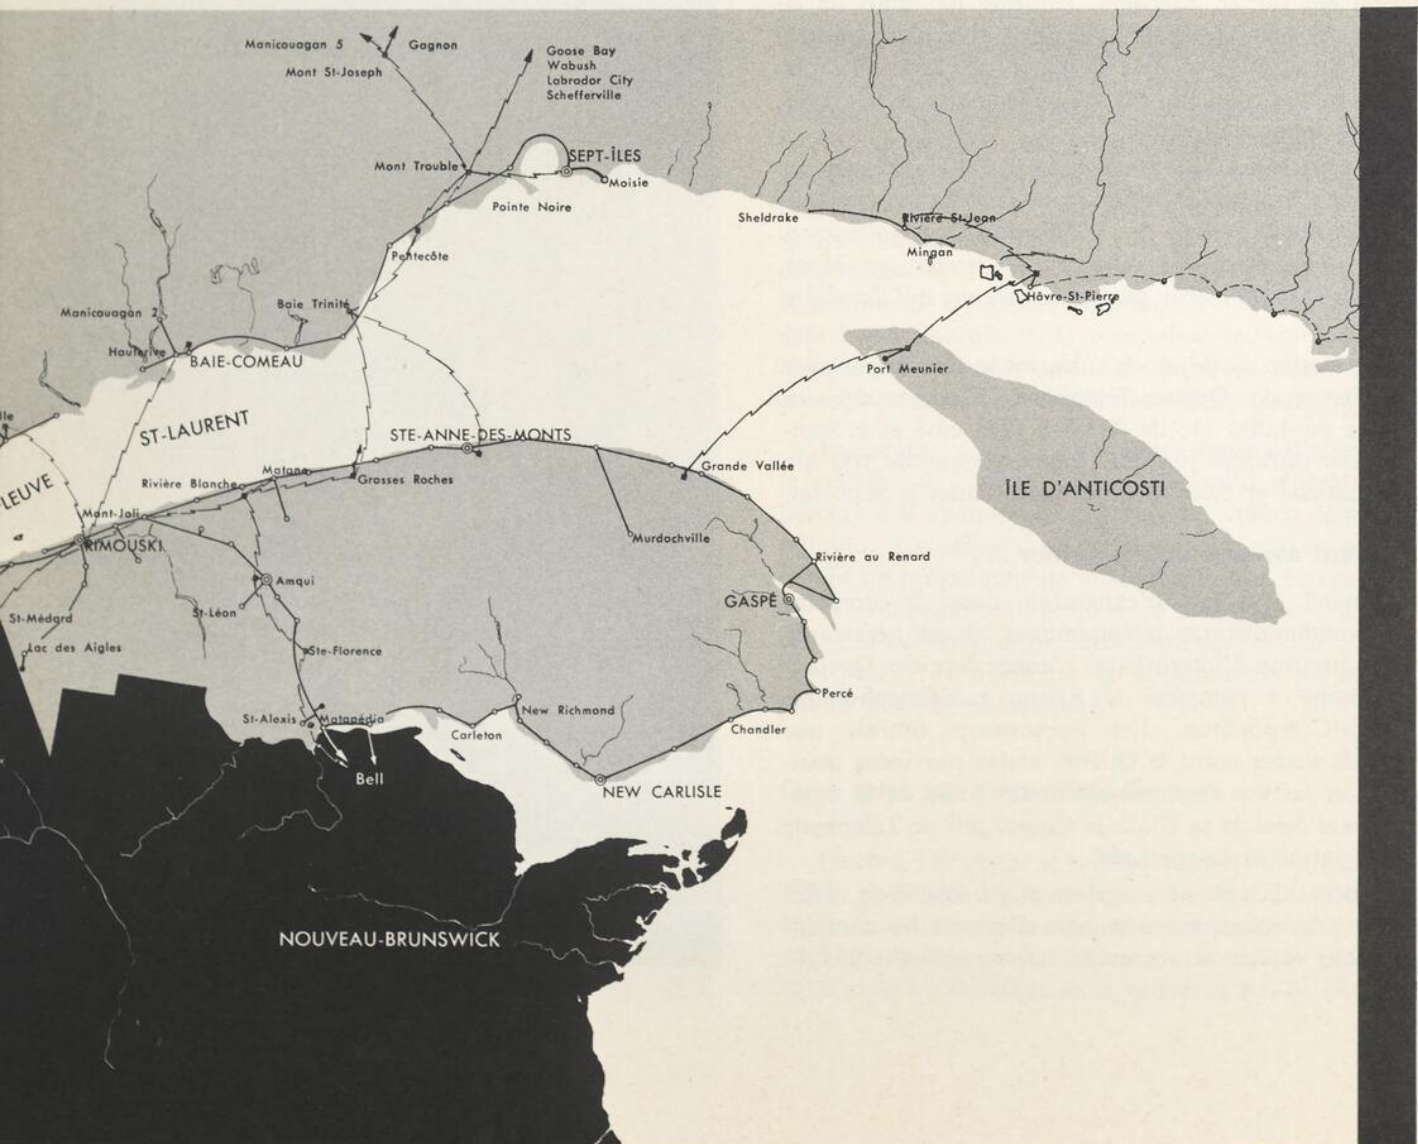 Manicouagan 5
Gagnon
Mont St-Joseph
Goose Bay
Wabush
Labrador City
Schefferville
Mont Trouble
SEPT-ÎLES
Moisie
Pointe Noire
Sheldrake
Rivière St-Jean
Mingan
Pentecôte
Hâvre-St-Pierre
Baie Trinité
Manicouagan 2
Hauterive
BAIE-COMEAU
Port Meunier
ST-LAURENT
STE-ANNE-DES-MONTS
Matane
Grosses Roches
Grande Vallée
Rivière Blanche
LEUVE
ÎLE D'ANTICOSTI
Mont-Joli
RIMOUSKI
Murdochville
Rivière au Renard
Amqui
GASPÉ
St-Léon
St-Médard
Lac des Aigles
Ste-Florence
Percé
New Richmond
St-Alexis
Matapédia
Carleton
Chandler
Bell
NEW CARLISLE
NOUVEAU-BRUNSWICK